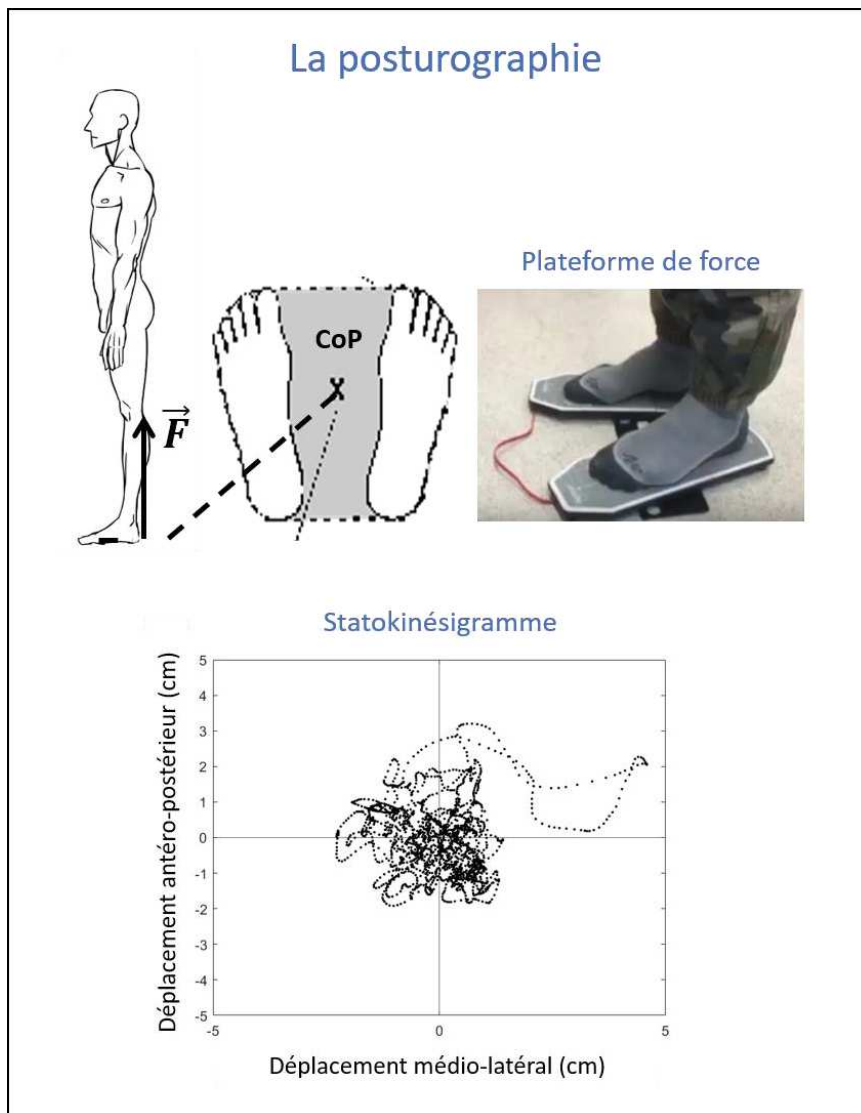 La posturographie
Plateforme de force
CoP
F
Statokinésigramme
Déplacement antéro-postérieur (cm)
5
4
3
2
1
0
-1
-2
-3
-4
-5
-5
0
5
Déplacement médio-latéral (cm)